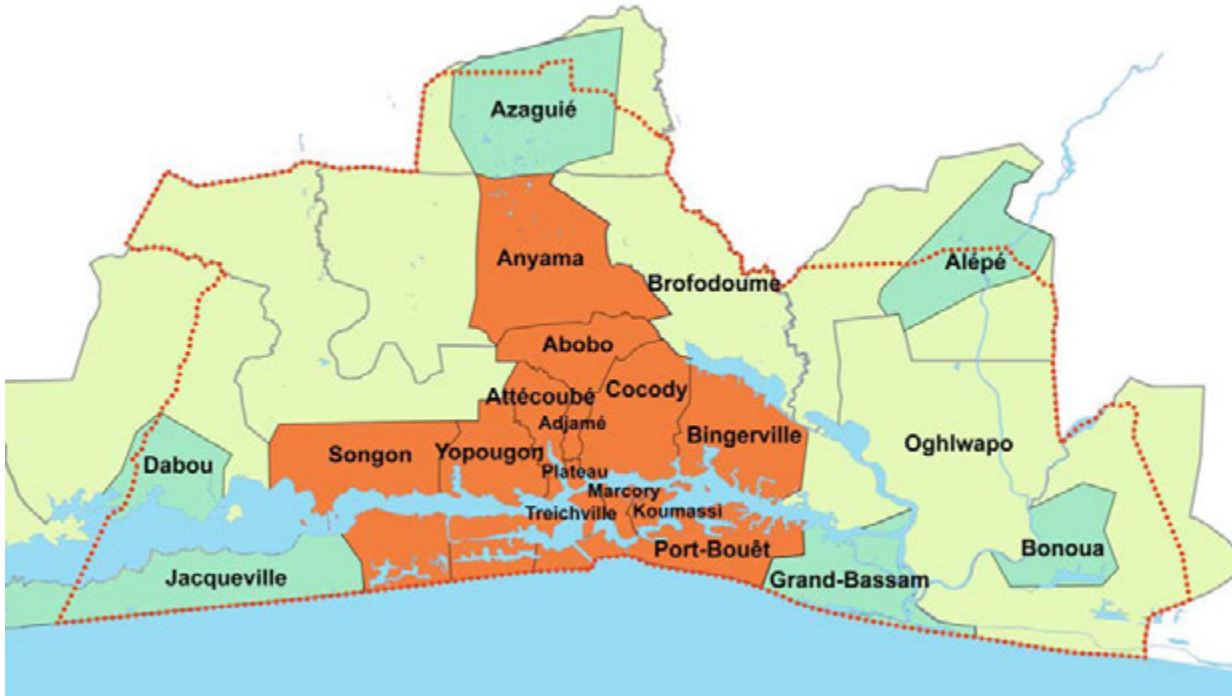 Azaguié
Anyama
Brofodoume
Alépé
Abobo
Attécoubé
Cocody
Adjamé
Bingerville
Songon
Yopougon
Oghlwapo
Dabou
Plateau
Marcory
Treichville
Koumassi
Port-Bouêt
Bonoua
Jacqueville
Grand-Bassam